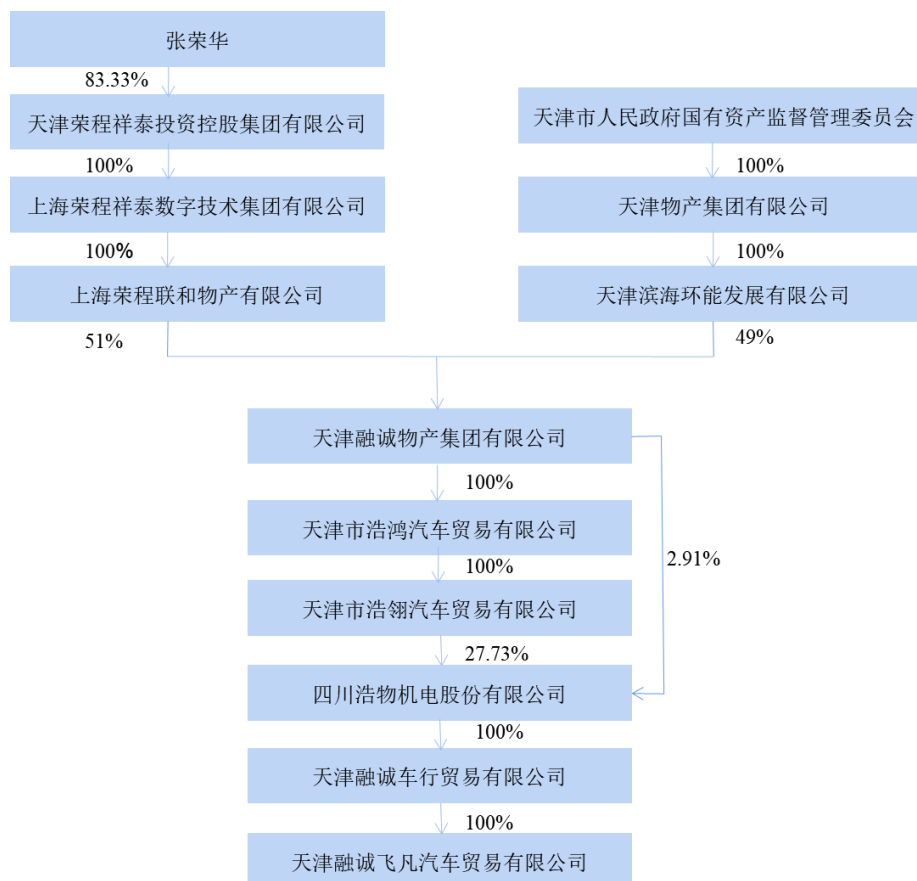 张荣华
83.33%
天津荣程祥泰投资控股集团有限公司
100%
上海荣程祥泰数字技术集团有限公司
100%
上海荣程联和物产有限公司
51%
天津市人民政府国有资产监督管理委员会
100%
天津物产集团有限公司
100%
天津滨海环能发展有限公司
49%
天津融诚物产集团有限公司
100%
天津市浩鸿汽车贸易有限公司
100%
2.91%
天津市浩翎汽车贸易有限公司
27.73%
四川浩物机电股份有限公司
100%
天津融诚车行贸易有限公司
100%
天津融诚飞凡汽车贸易有限公司